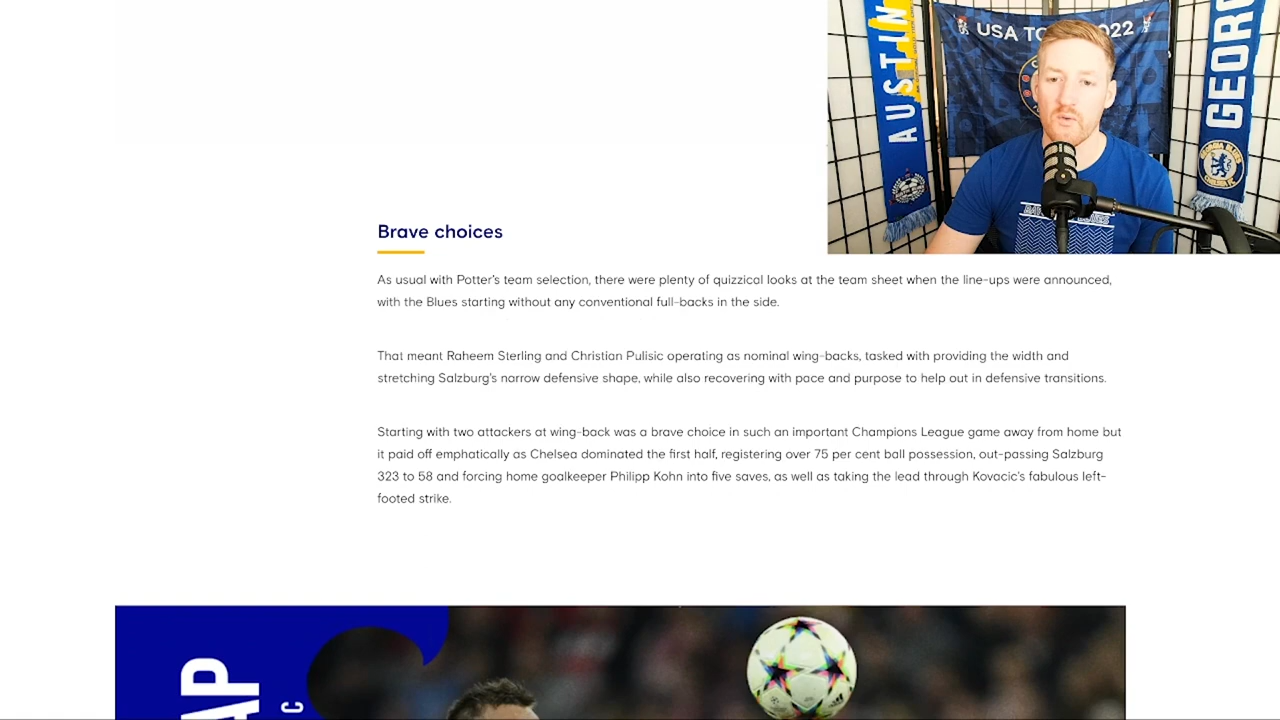 USA TO 2022
AUSTIN
GEORG
GEORGIA BLUES
CHELSEA FC
Brave choices
As usual with Potter's team selection, there were plenty of quizzical looks at the team sheet when the line-ups were announced,
with the Blues starting without any conventional full-backs in the side.
That meant Raheem Sterling and Christian Pulisic operating as nominal wing-backs, tasked with providing the width and
stretching Salzburg's narrow defensive shape, while also recovering with pace and purpose to help out in defensive transitions.
Starting with two attackers at wing-back was a brave choice in such an important Champions League game away from home but
it paid off emphatically as Chelsea dominated the first half, registering over 75 per cent ball possession, out-passing Salzburg
323 to 58 and forcing home goalkeeper Philipp Kohn into five saves, as well as taking the lead through Kovacic's fabulous left-
footed strike.
AP
C